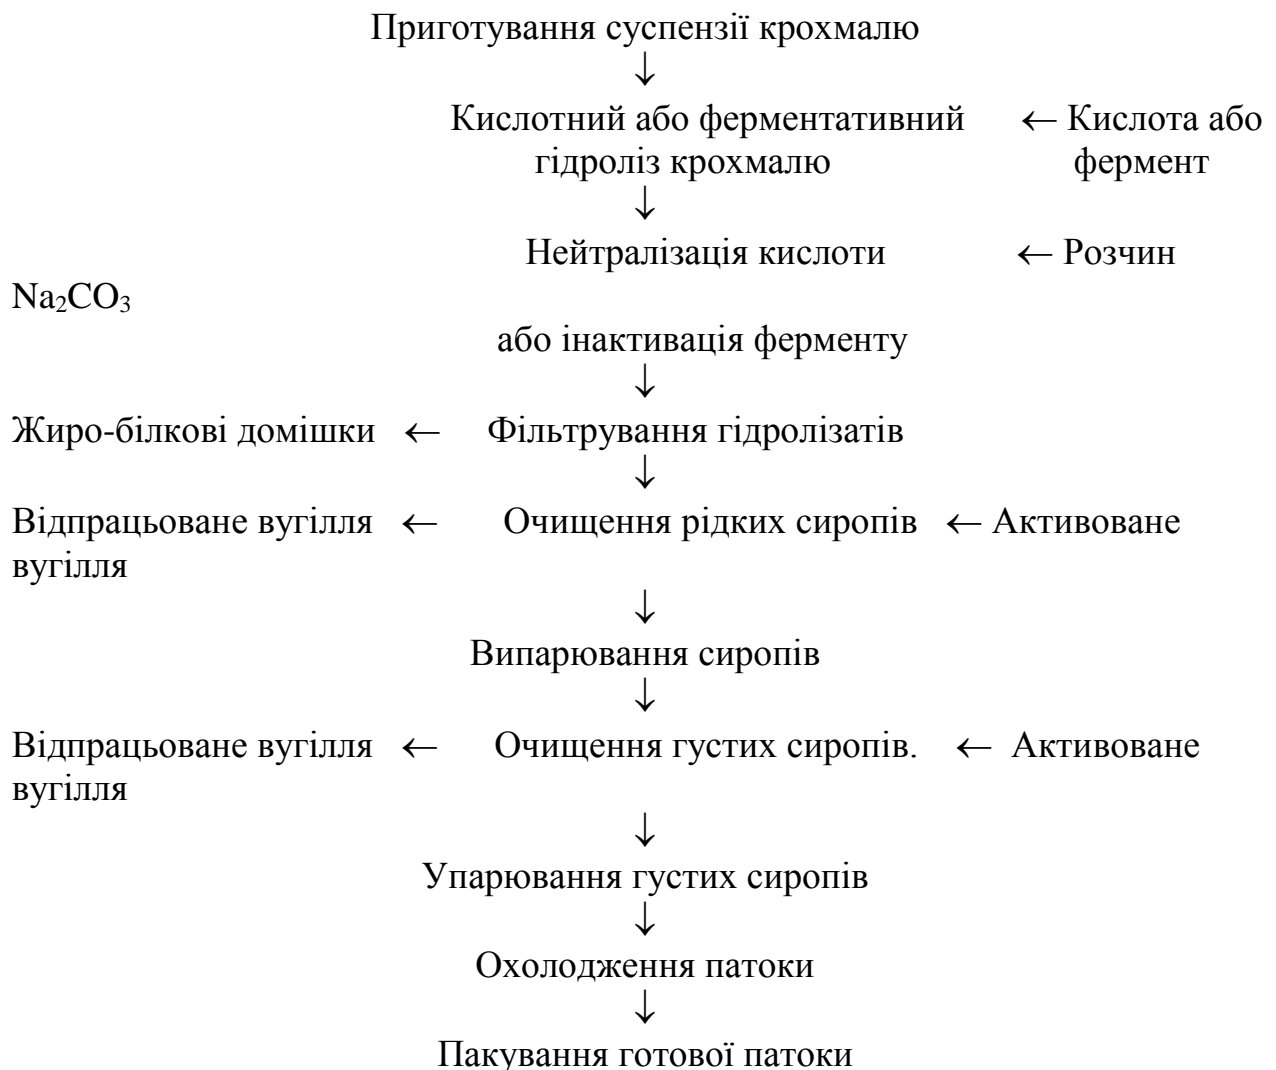 Приготування суспензії крохмалю
↓
Кислотний або ферментативний ← Кислота або
гідроліз крохмалю фермент
↓
Нейтралізація кислоти ← Розчин
Na₂CO₃
або інактивація ферменту
↓
Жиро-білкові домішки ← Фільтрування гідролізатів
↓
Відпрацьоване вугілля ← Очищення рідких сиропів ← Активоване
вугілля
↓
Випарювання сиропів
↓
Відпрацьоване вугілля ← Очищення густих сиропів. ← Активоване
вугілля
↓
Упарювання густих сиропів
↓
Охолодження патоки
↓
Пакування готової патоки